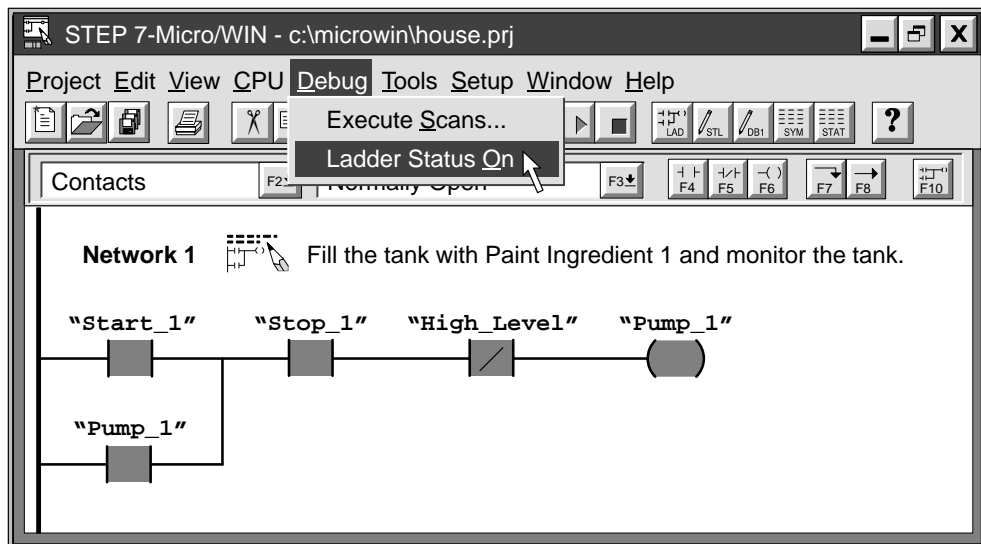 STEP 7-Micro/WIN - c:\microwin\house.prj
Project Edit View CPU Debug Tools Setup Window Help
Execute Scans...
LAD STL DB1 SYM STAT ?
Ladder Status On
Contacts F2 Normally Open F3 F4 F5 F6 F7 F8 F10
Network 1 Fill the tank with Paint Ingredient 1 and monitor the tank.
“Start_1” “Stop_1” “High_Level” “Pump_1”
“Pump_1”